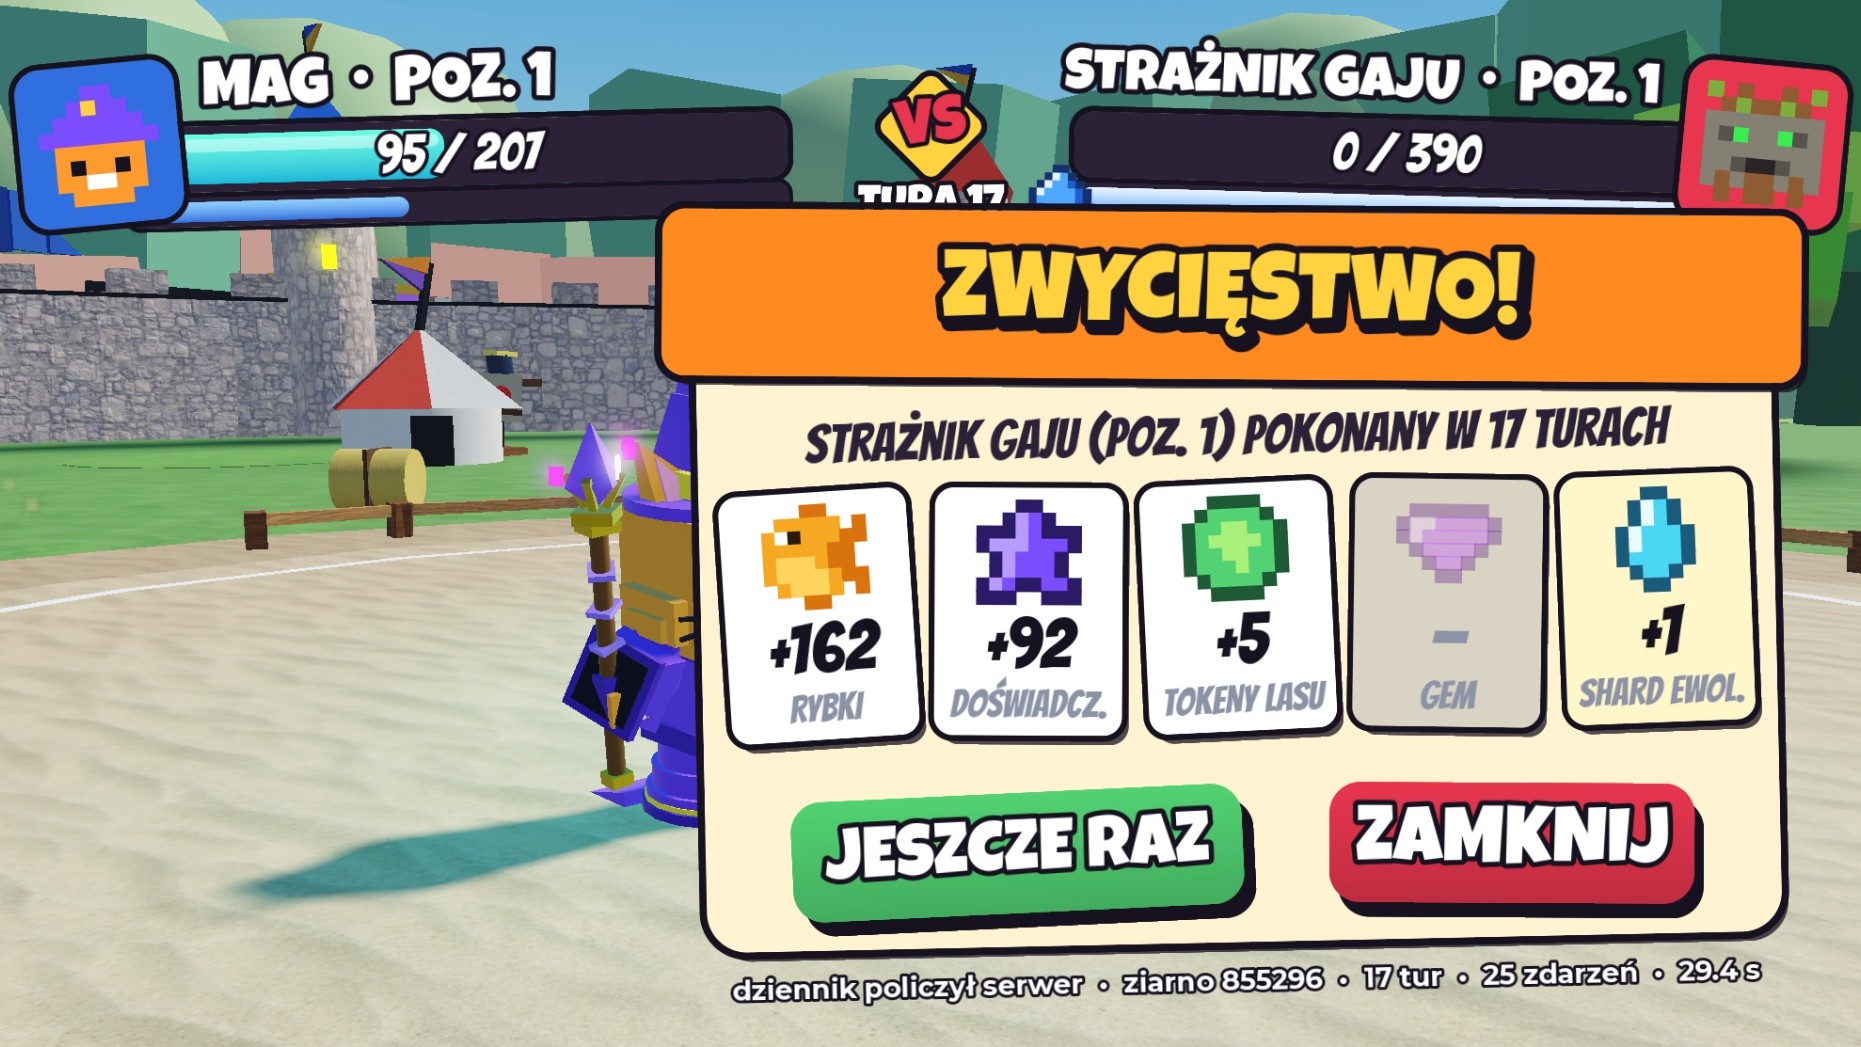 MAG • POZ. 1
95 / 207
VS
TURA 17
STRAŻNIK GAJU • POZ. 1
0 / 390
ZWYCIĘSTWO!
STRAŻNIK GAJU (POZ. 1) POKONANY W 17 TURACH
+162
RYBKI
+92
DOŚWIADCZ.
+5
TOKENY LASU
–
GEM
+1
SHARD EWOL.
JESZCZE RAZ
ZAMKNIJ
dziennik policzył serwer • ziarno 855296 • 17 tur • 25 zdarzeń • 29.4 s